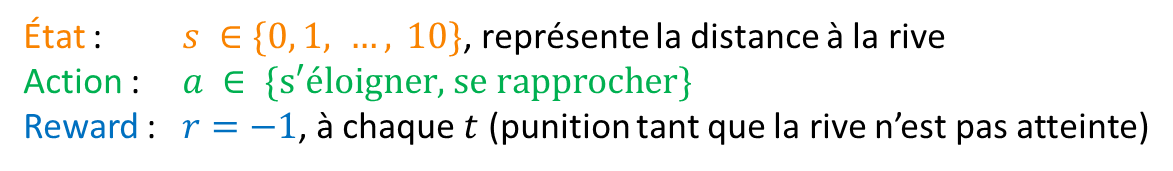 État : s ∈ {0, 1, …, 10}, représente la distance à la rive
Action : a ∈ {s′éloigner, se rapprocher}
Reward : r = −1, à chaque t (punition tant que la rive n’est pas atteinte)